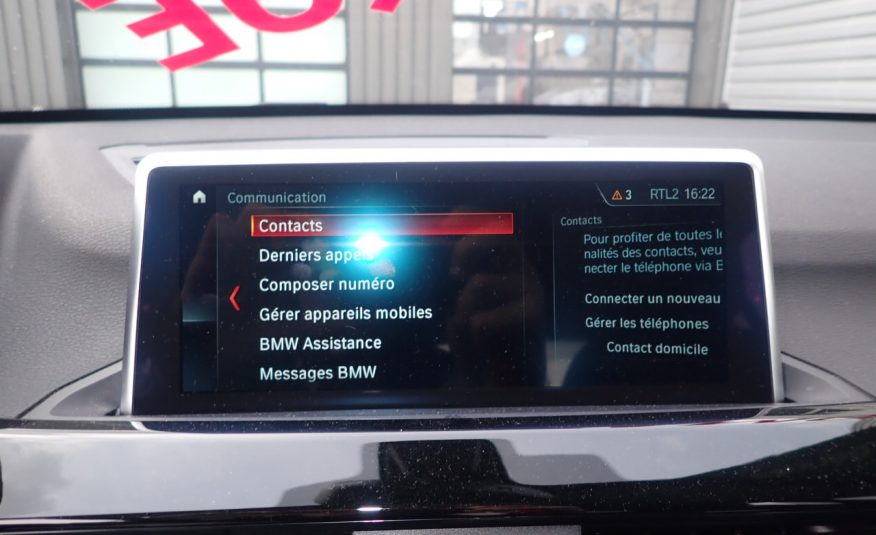 Communication
3 RTL2 16:22
Contacts
Derniers appels
Composer numéro
Gérer appareils mobiles
BMW Assistance
Messages BMW
Contacts
Pour profiter de toutes
nalités des contacts, veu
necter le téléphone via
Connecter un nouveau
Gérer les téléphones
Contact domicile